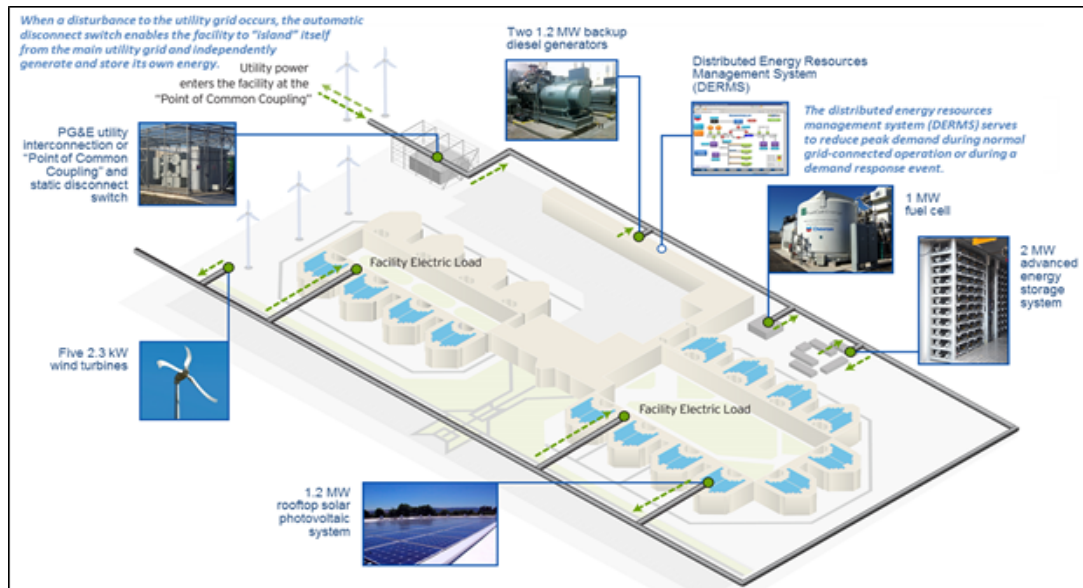 When a disturbance to the utility grid occurs, the automatic
disconnect switch enables the facility to "island" itself
from the main utility grid and independently
generate and store its own energy.
Utility power
enters the facility at the
"Point of Common Coupling"
PG&E utility
interconnection or
"Point of Common
Coupling" and
static disconnect
switch
Two 1.2 MW backup
diesel generators
Distributed Energy Resources
Management System
(DERMS)
The distributed energy resources
management system (DERMS) serves
to reduce peak demand during normal
grid-connected operation or during a
demand response event.
1 MW
fuel cell
2 MW
advanced
energy
storage
system
Facility Electric Load
Five 2.3 kW
wind turbines
Facility Electric Load
1.2 MW
rooftop solar
photovoltaic
system